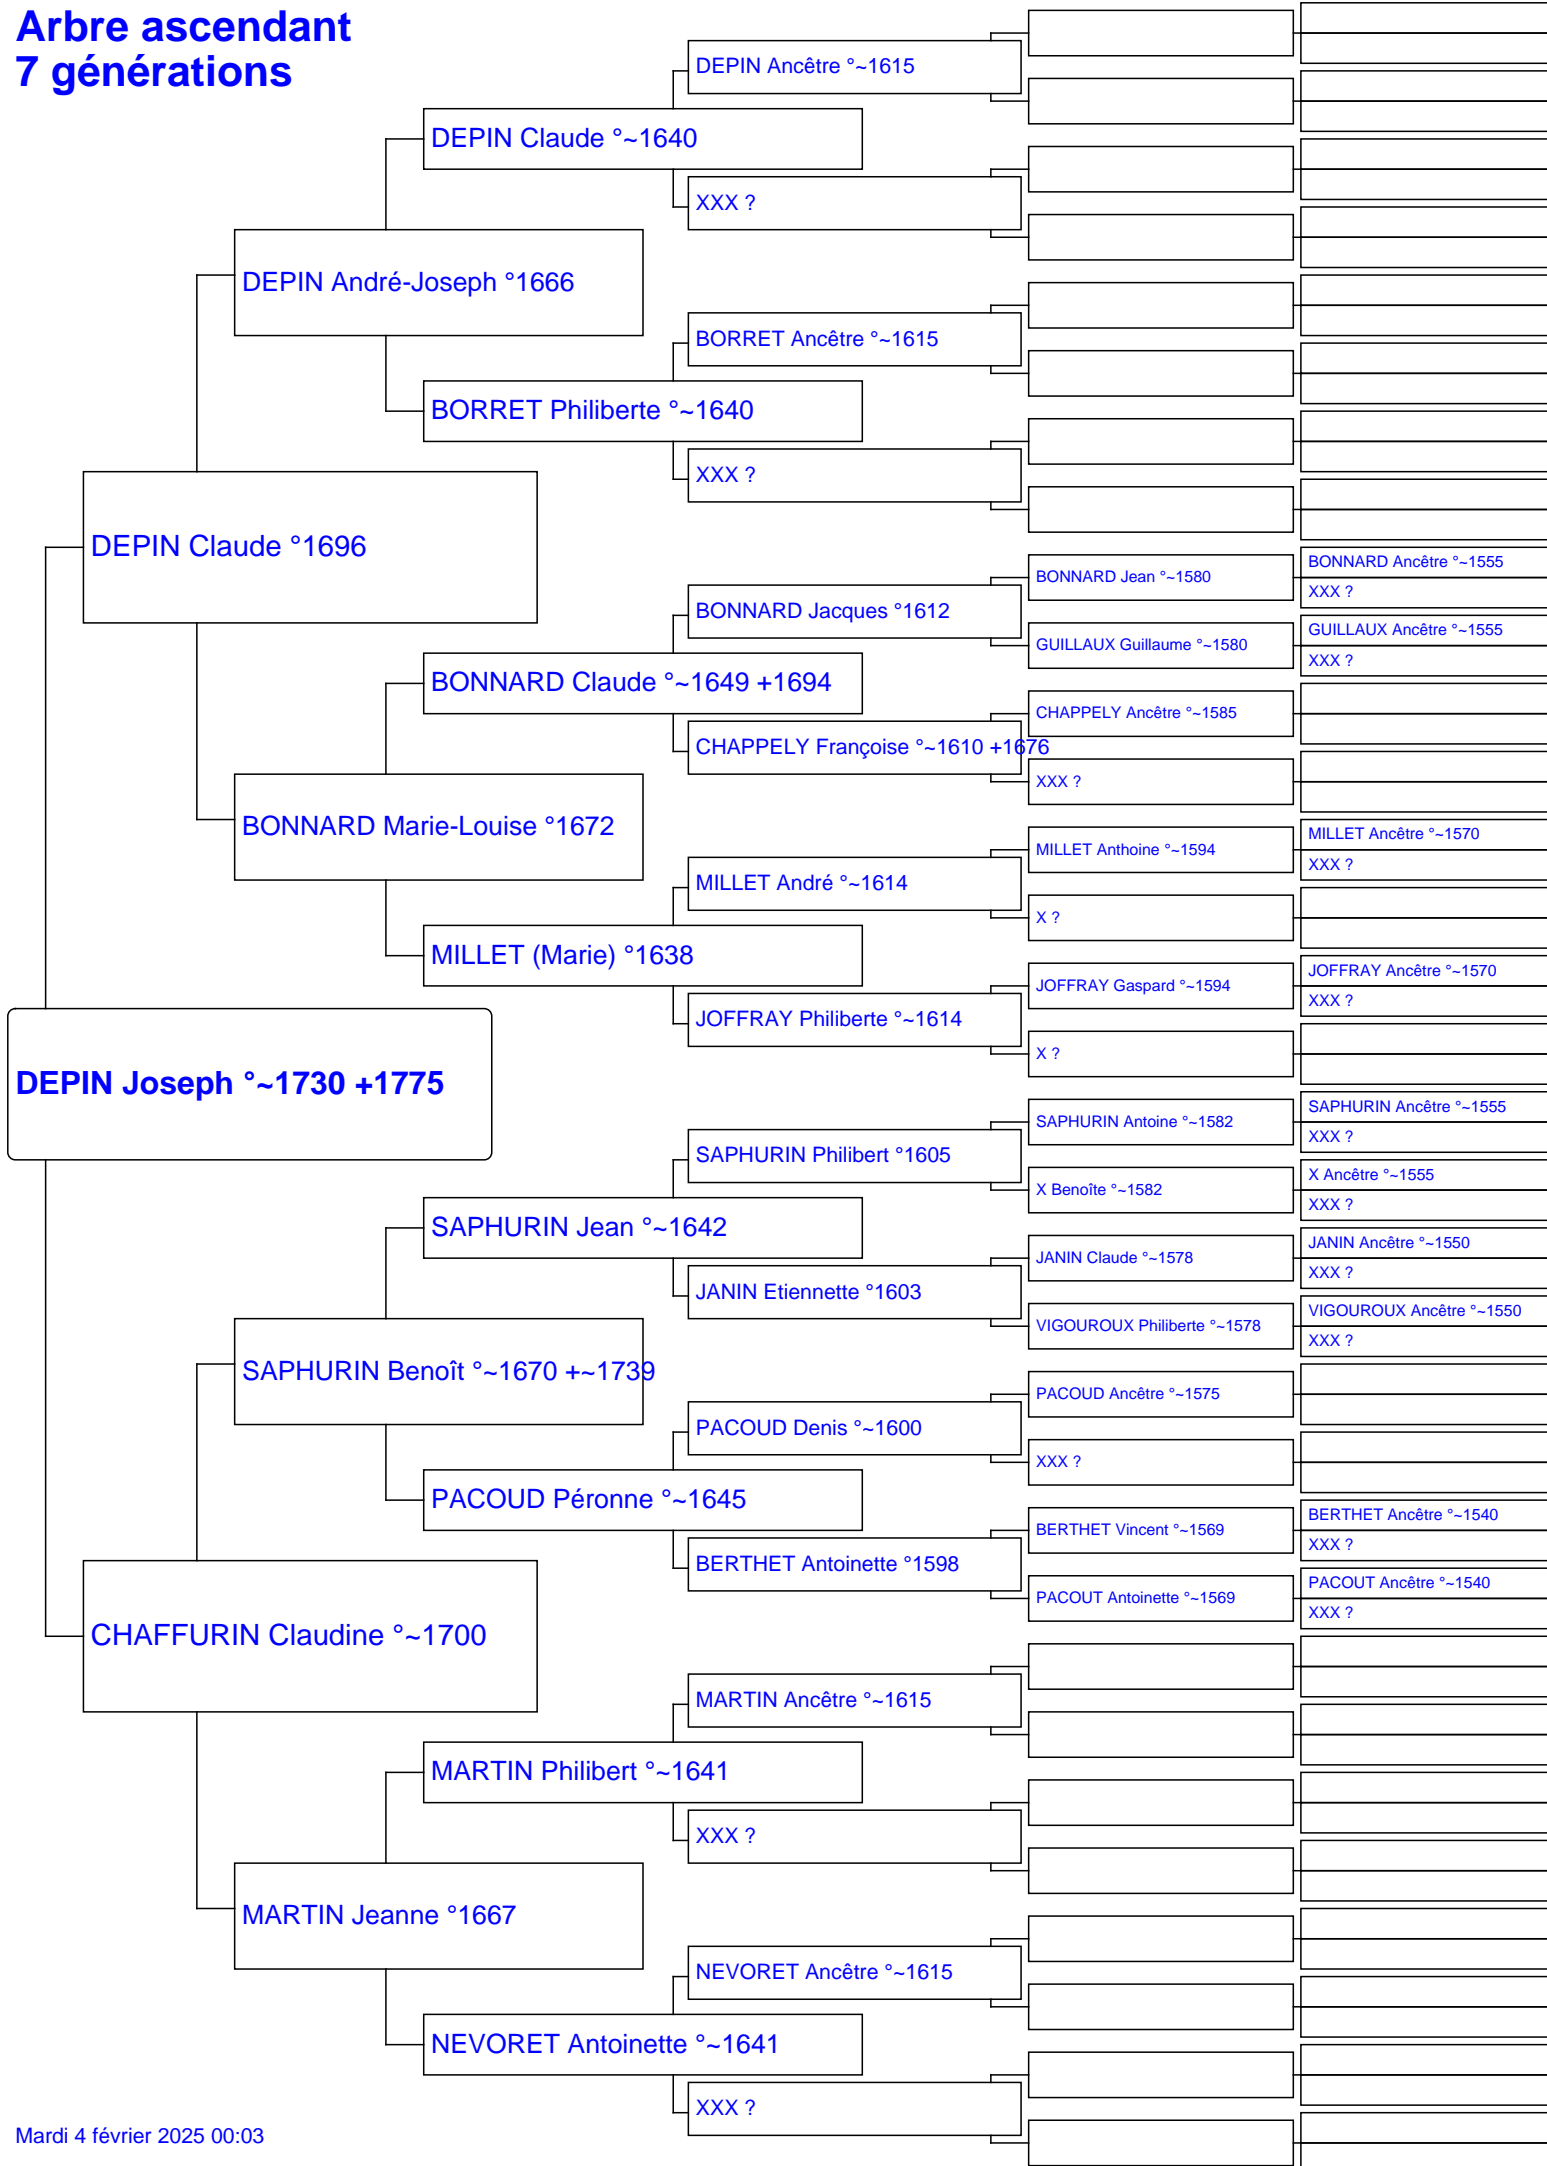 Arbre ascendant
7 générations
DEPIN Ancêtre °~1615
DEPIN Claude °~1640
XXX ?
DEPIN André-Joseph °1666
BORRET Ancêtre °~1615
BORRET Philiberte °~1640
XXX ?
DEPIN Claude °1696
BONNARD Ancêtre °~1555
BONNARD Jean °~1580
XXX ?
BONNARD Jacques °1612
GUILLAUX Ancêtre °~1555
GUILLAUX Guillaume °~1580
XXX ?
BONNARD Claude °~1649 +1694
CHAPPELY Ancêtre °~1585
CHAPPELY Françoise °~1610 +1676
XXX ?
BONNARD Marie-Louise °1672
MILLET Ancêtre °~1570
MILLET Anthoine °~1594
XXX ?
MILLET André °~1614
X ?
MILLET (Marie) °1638
JOFFRAY Ancêtre °~1570
JOFFRAY Gaspard °~1594
XXX ?
JOFFRAY Philiberte °~1614
X ?
DEPIN Joseph °~1730 +1775
SAPHURIN Ancêtre °~1555
SAPHURIN Antoine °~1582
XXX ?
SAPHURIN Philibert °1605
X Ancêtre °~1555
X Benoîte °~1582
XXX ?
SAPHURIN Jean °~1642
JANIN Ancêtre °~1550
JANIN Claude °~1578
XXX ?
JANIN Etiennette °1603
VIGOUROUX Ancêtre °~1550
VIGOUROUX Philiberte °~1578
XXX ?
SAPHURIN Benoît °~1670 +~1739
PACOUD Ancêtre °~1575
PACOUD Denis °~1600
XXX ?
PACOUD Péronne °~1645
BERTHET Ancêtre °~1540
BERTHET Vincent °~1569
XXX ?
BERTHET Antoinette °1598
PACOUT Ancêtre °~1540
PACOUT Antoinette °~1569
XXX ?
CHAFFURIN Claudine °~1700
MARTIN Ancêtre °~1615
MARTIN Philibert °~1641
XXX ?
MARTIN Jeanne °1667
NEVORET Ancêtre °~1615
NEVORET Antoinette °~1641
XXX ?
Mardi 4 février 2025 00:03